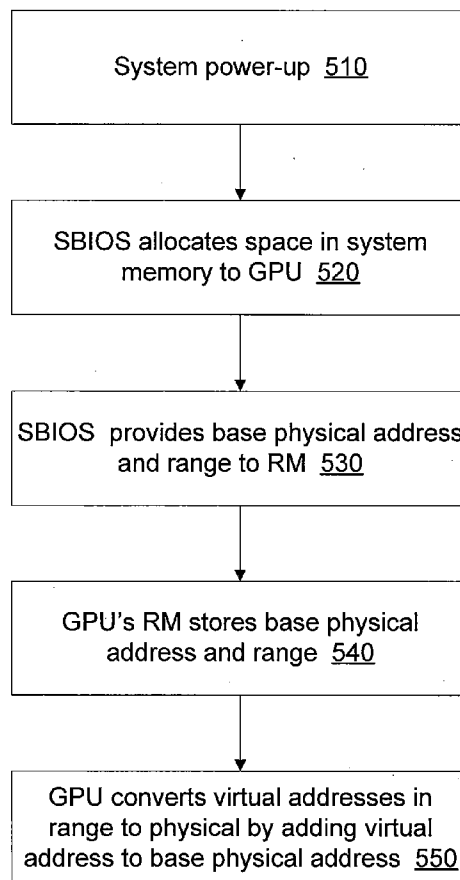 System power-up 510
SBIOS allocates space in system
memory to GPU 520
SBIOS provides base physical address
and range to RM 530
GPU's RM stores base physical
address and range 540
GPU converts virtual addresses in
range to physical by adding virtual
address to base physical address 550